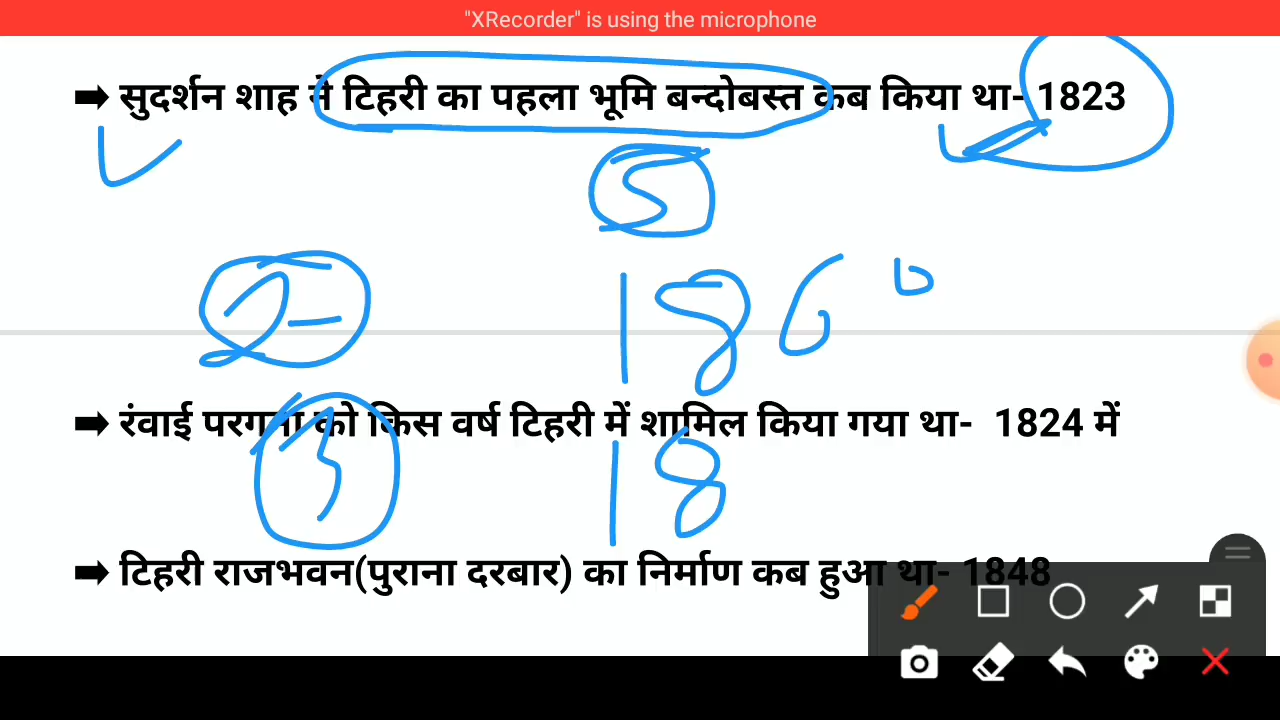 "XRecorder" is using the microphone
➡ सुदर्शन शाह ने टिहरी का पहला भूमि बन्दोबस्त कब किया था- 1823
5
2- 1860
➡ रंवाई परगना को किस वर्ष टिहरी में शामिल किया गया था- 1824 में
3 18
➡ टिहरी राजभवन(पुराना दरबार) का निर्माण कब हुआ था- 1848